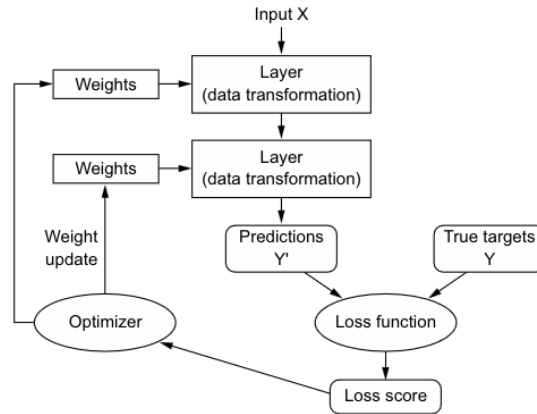 Input X
Weights
Layer
(data transformation)
Weights
Layer
(data transformation)
Weight
update
Predictions
Y'
True targets
Y
Optimizer
Loss function
Loss score